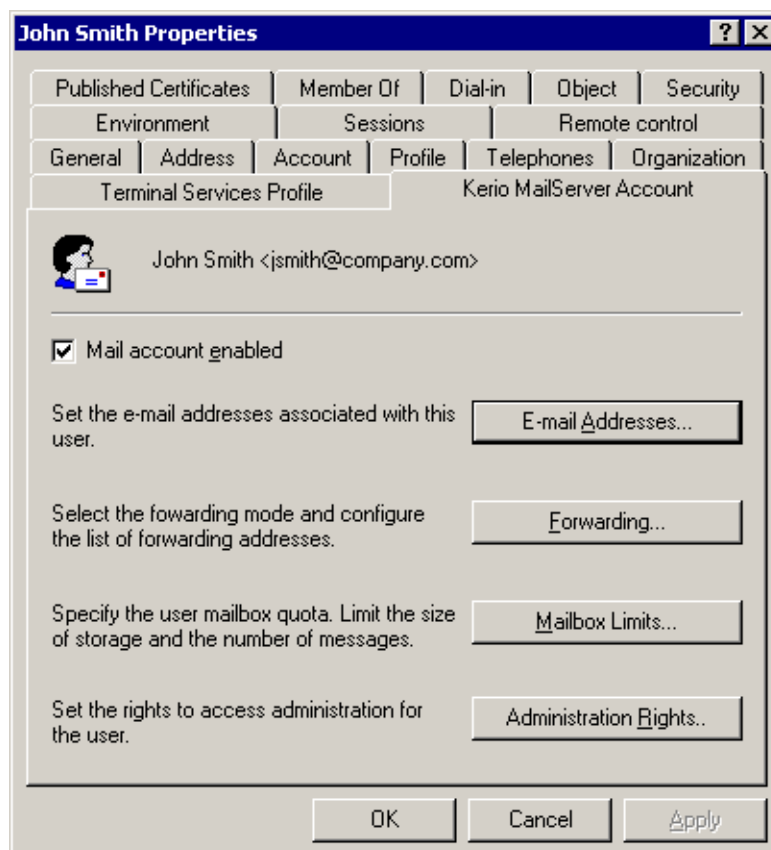 John Smith Properties
Published Certificates Member Of Dial-in Object Security
Environment Sessions Remote control
General Address Account Profile Telephones Organization
Terminal Services Profile Kerio MailServer Account
John Smith <jsmith@company.com>
Mail account enabled
Set the e-mail addresses associated with this
user.
E-mail Addresses...
Select the fowarding mode and configure
the list of forwarding addresses.
Forwarding...
Specify the user mailbox quota. Limit the size
of storage and the number of messages.
Mailbox Limits...
Set the rights to access administration for
the user.
Administration Rights..
OK Cancel Apply